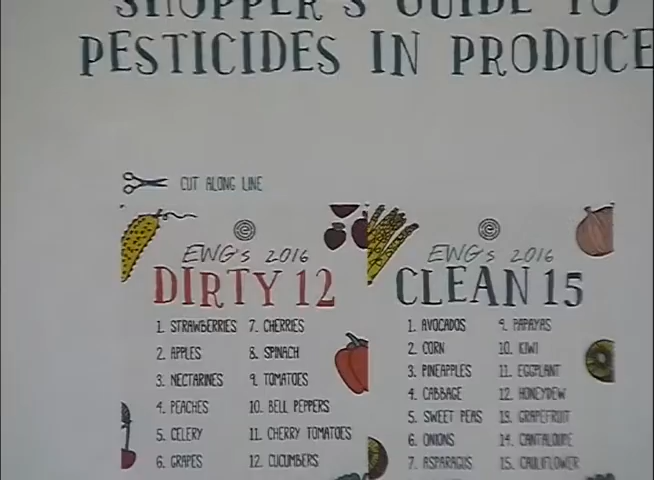 SHOPPER'S GUIDE TO
PESTICIDES IN PRODUCE
CUT ALONG LINE
EWG's 2016
DIRTY 12
1. STRAWBERRIES
2. APPLES
3. NECTARINES
4. PEACHES
5. CELERY
6. GRAPES
7. CHERRIES
8. SPINACH
9. TOMATOES
10. BELL PEPPERS
11. CHERRY TOMATOES
12. CUCUMBERS
EWG's 2016
CLEAN 15
1. AVOCADOS
2. CORN
3. PINEAPPLES
4. CABBAGE
5. SWEET PEAS
6. ONIONS
7. ASPARAGUS
9. PAPAYAS
10. KIWI
11. EGGPLANT
12. HONEYDEW
13. GRAPEFRUIT
14. CANTALOUPE
15. CAULIFLOWER